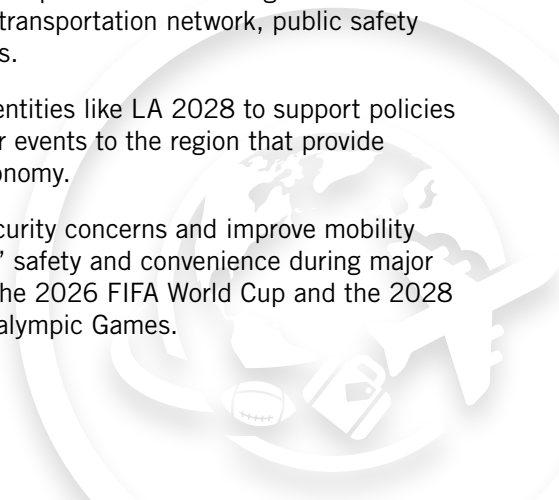 transportation network, public safety
s.
entities like LA 2028 to support policies
r events to the region that provide
onomy.
curity concerns and improve mobility
’ safety and convenience during major
he 2026 FIFA World Cup and the 2028
alympic Games.